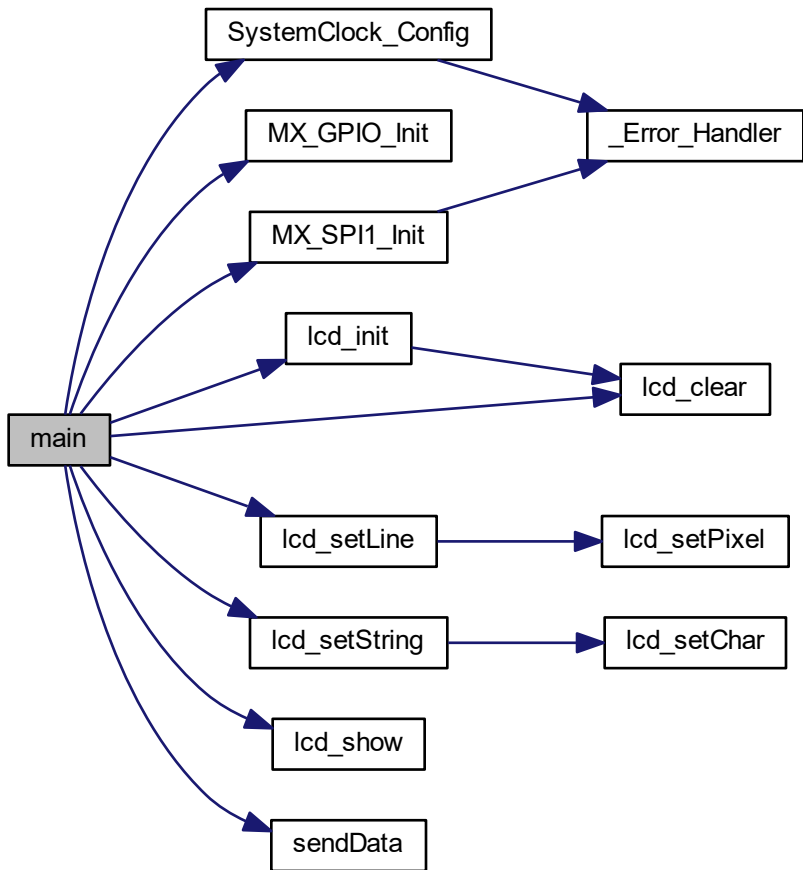 SystemClock_Config
MX_GPIO_Init
_Error_Handler
MX_SPI1_Init
lcd_init
lcd_clear
main
lcd_setLine
lcd_setPixel
lcd_setString
lcd_setChar
lcd_show
sendData